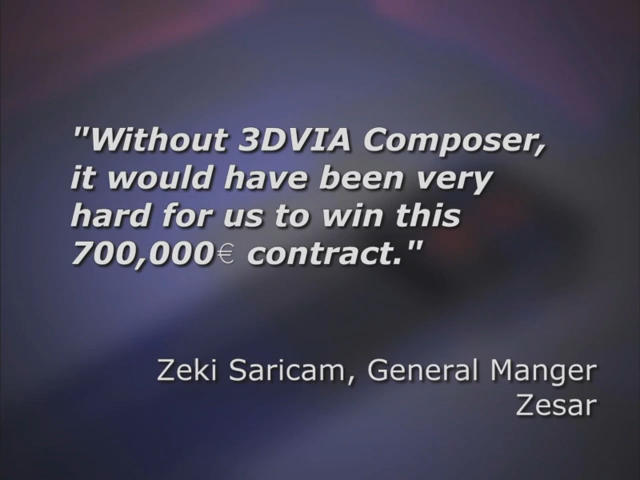 "Without 3DVIA Composer,
it would have been very
hard for us to win this
700,000€ contract."
Zeki Saricam, General Manger
Zesar